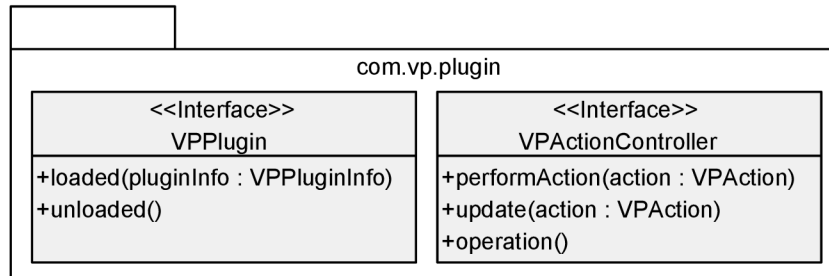 com.vp.plugin
<<Interface>>
VPPlugin
+loaded(pluginInfo : VPPluginInfo)
+unloaded()
<<Interface>>
VPActionController
+performAction(action : VPAction)
+update(action : VPAction)
+operation()